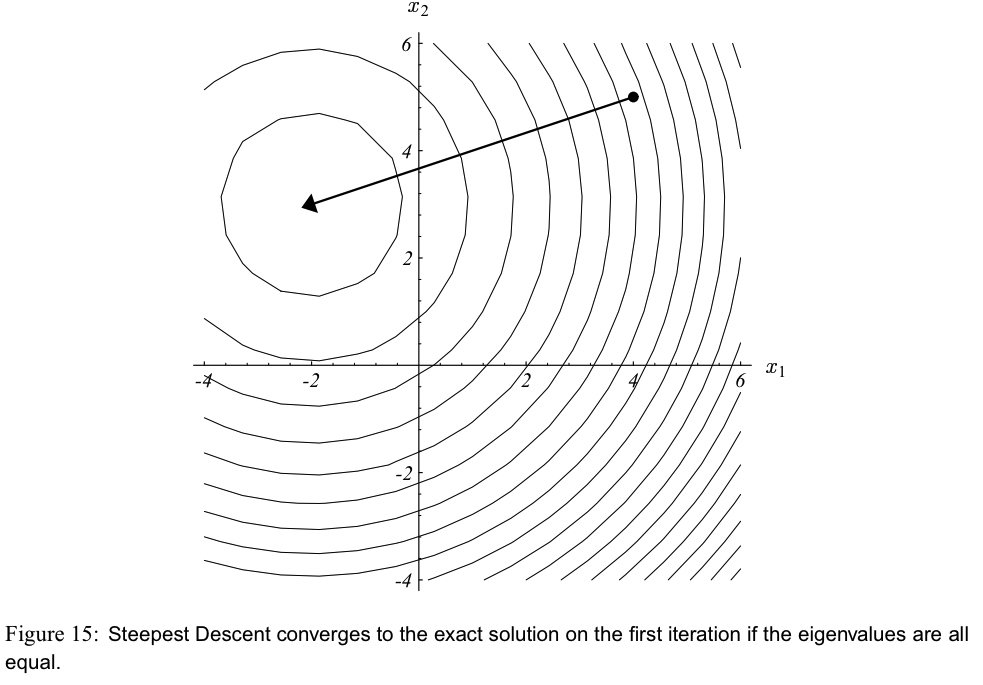 x2
6
4
2
-4
-2
2
4
6
x1
-2
-4
Figure 15: Steepest Descent converges to the exact solution on the first iteration if the eigenvalues are all
equal.